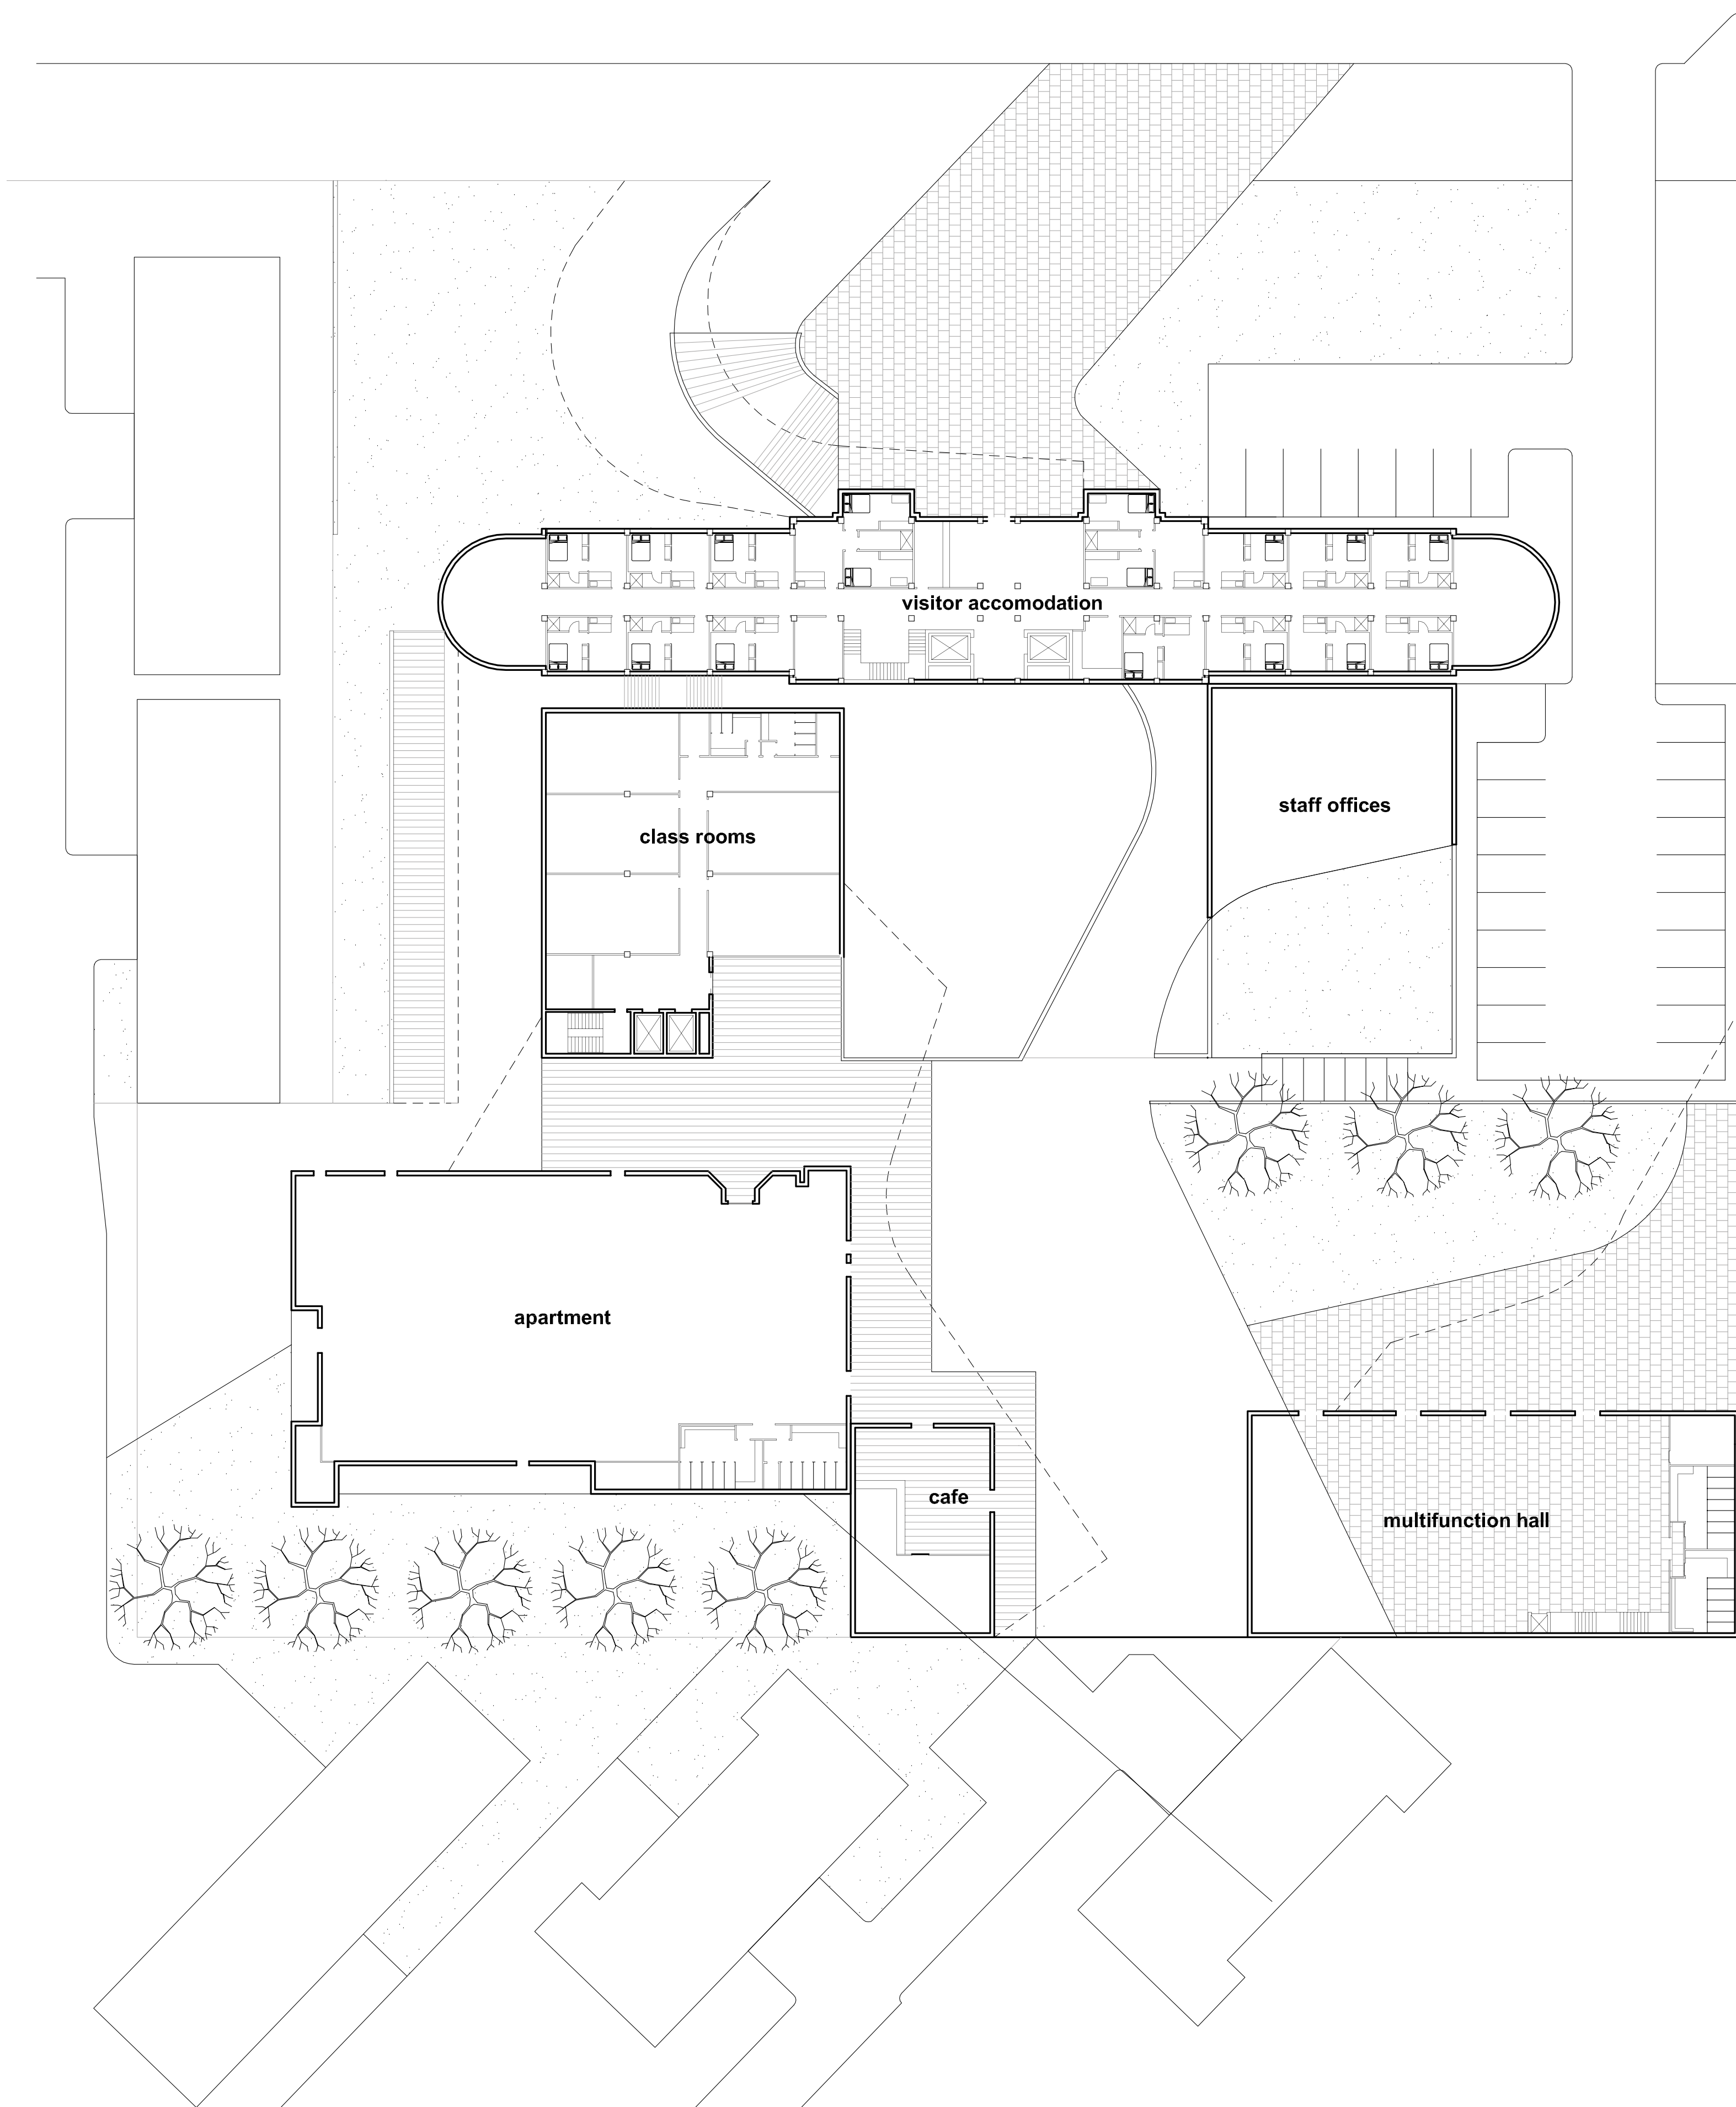 visitor accomodation
staff offices
class rooms
apartment
cafe
multifunction hall